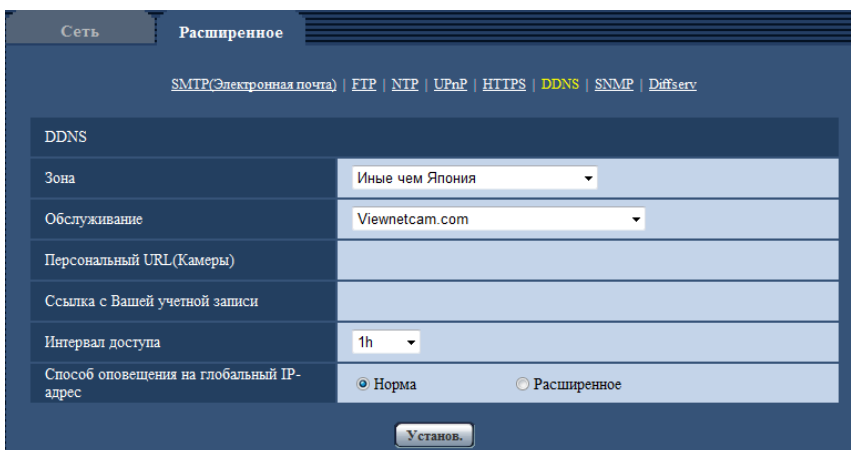 Сеть Расширенное
SMTP(Электронная почта) | FTP | NTP | UPnP | HTTPS | DDNS | SNMP | Diffserv
DDNS
Зона Иные чем Япония
Обслуживание Viewnetcam.com
Персональный URL(Камеры)
Ссылка с Вашей учетной записи
Интервал доступа 1h
Способ оповещения на глобальный IP-
адрес Норма Расширенное
Установ.